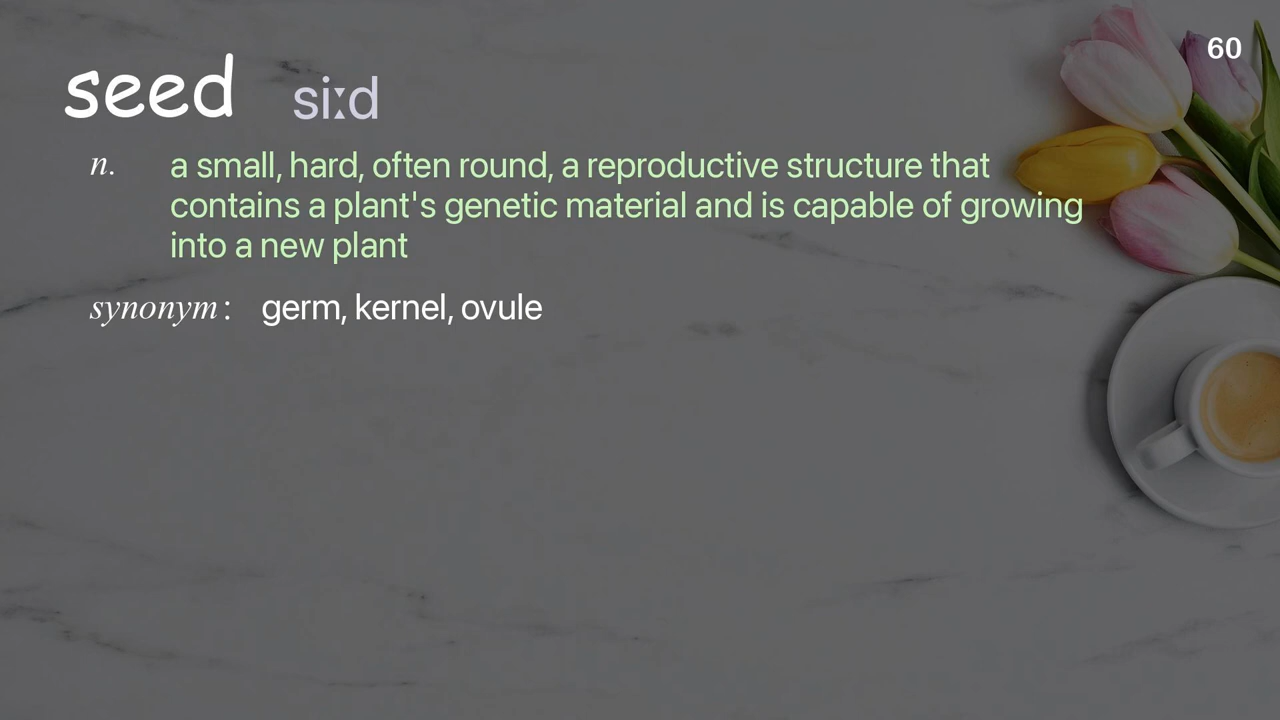 60
seed siːd
n. a small, hard, often round, a reproductive structure that
contains a plant's genetic material and is capable of growing
into a new plant
synonym: germ, kernel, ovule